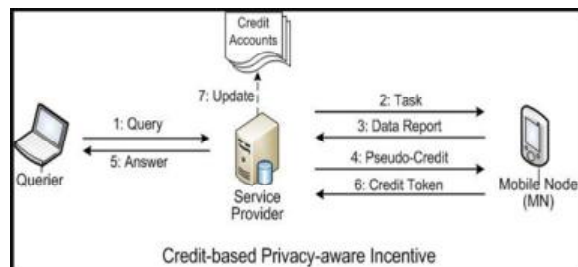 Credit
Accounts
7: Update
1: Query
5: Answer
2: Task
3: Data Report
4: Pseudo-Credit
6: Credit Token
Querier
Service
Provider
Mobile Node
(MN)
Credit-based Privacy-aware Incentive